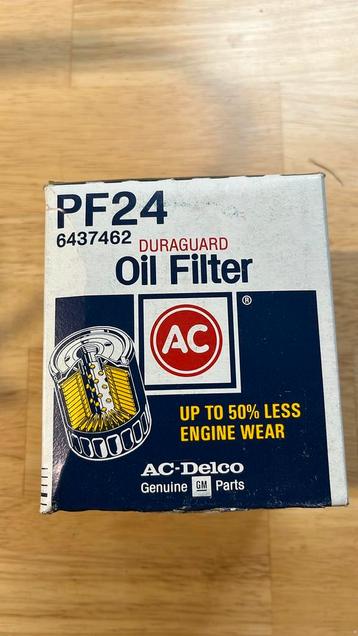 PF24
6437462 DURAGUARD
Oil Filter
AC ®
UP TO 50% LESS
ENGINE WEAR
AC-Delco
Genuine GM Parts